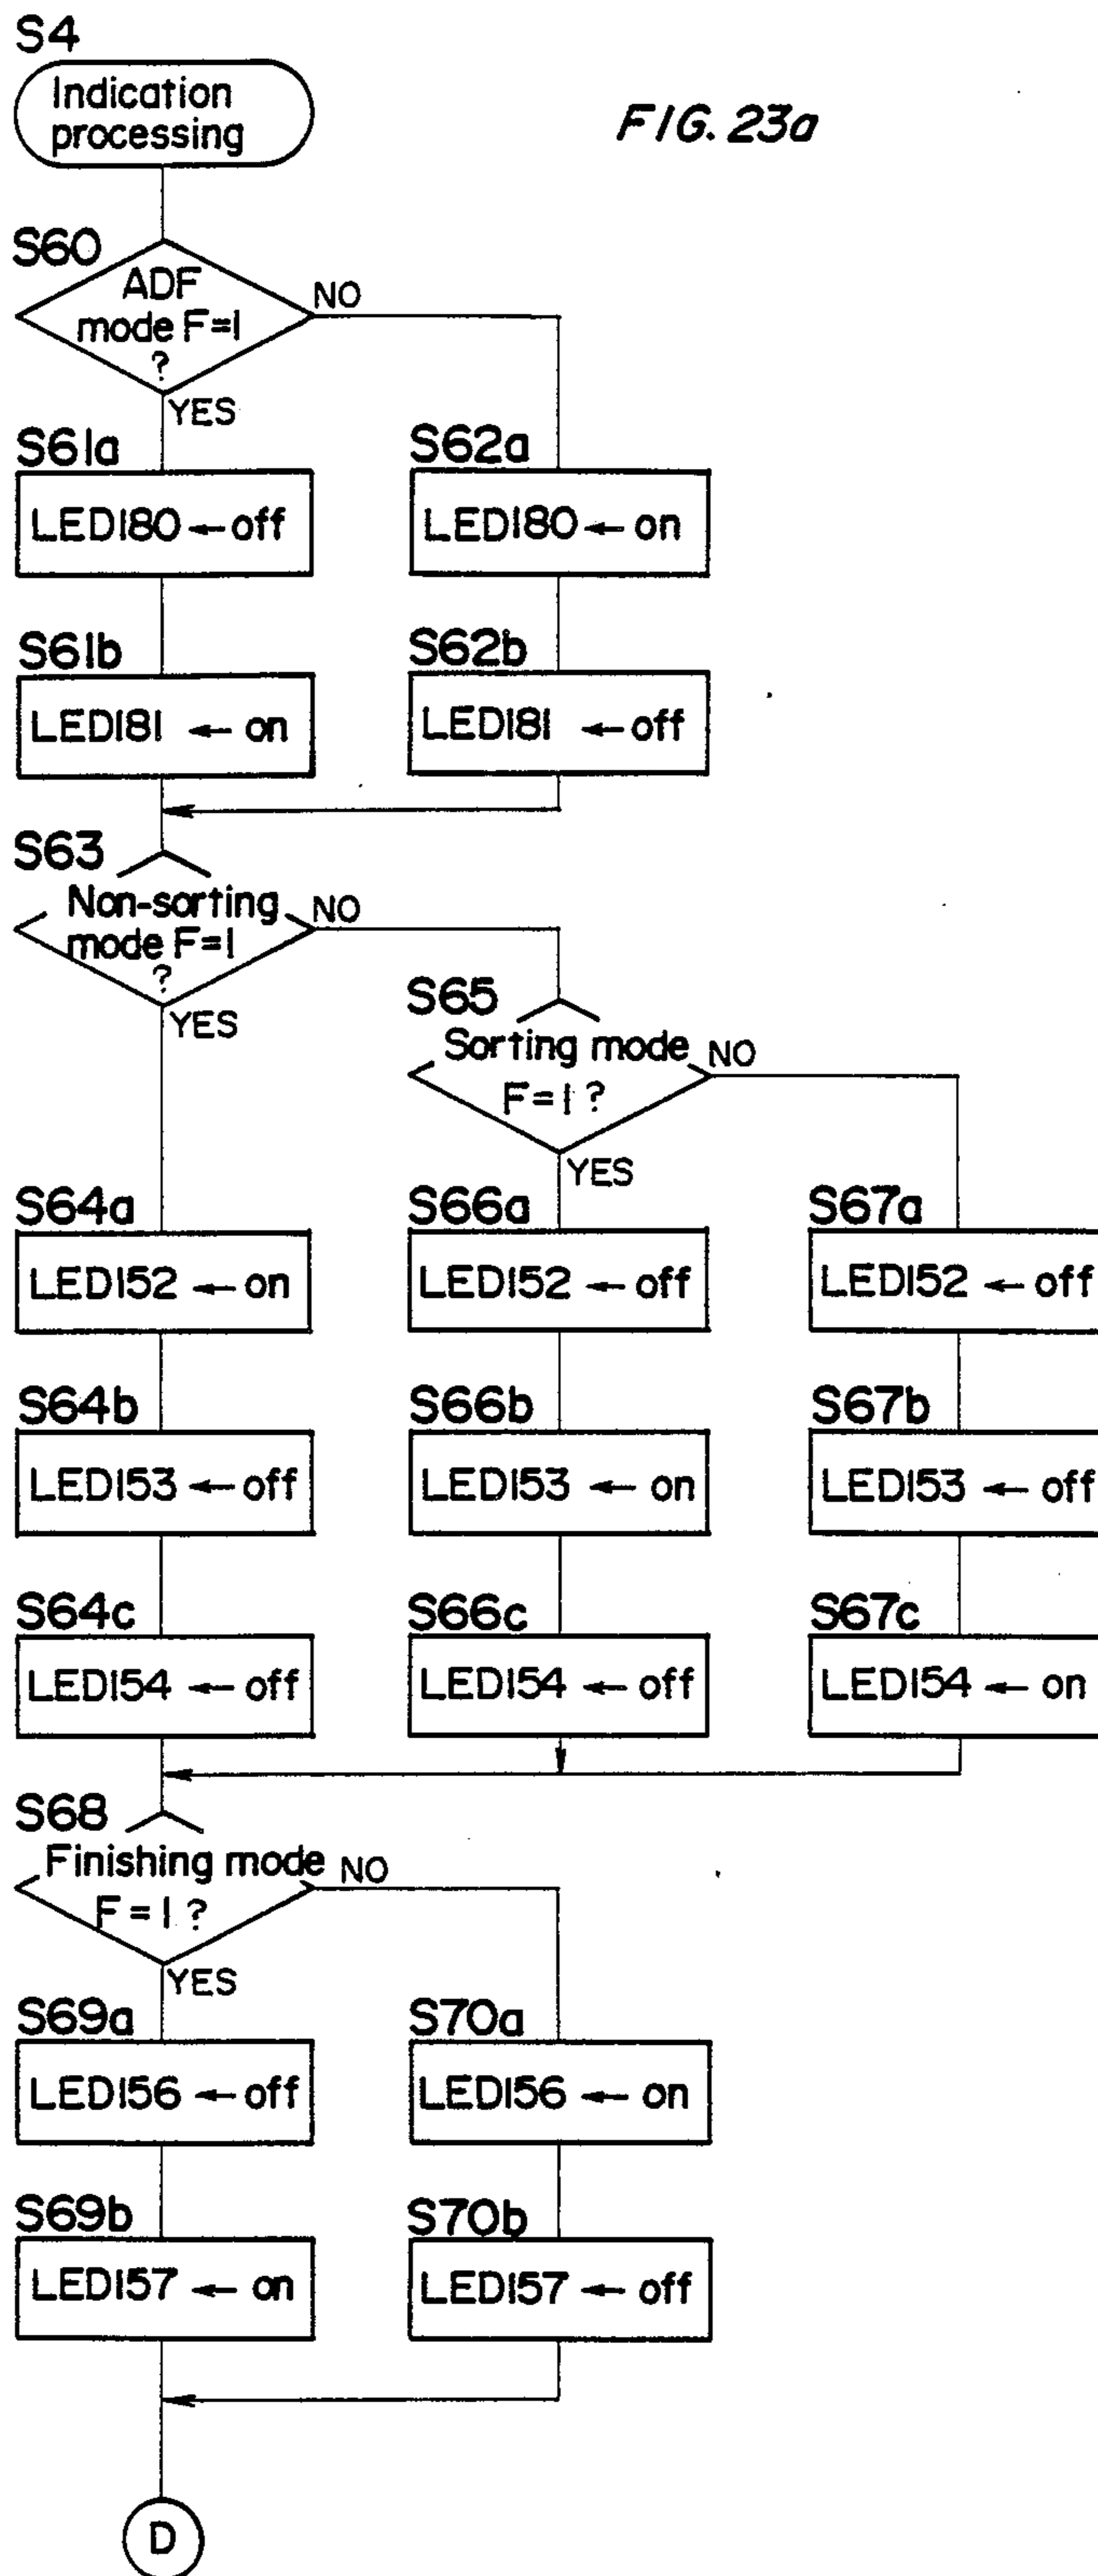 S4
Indication
processing
FIG. 23a
S60
ADF
mode F=1
?
NO
YES
S61a
S62a
LED180 ← off
LED180 ← on
S61b
S62b
LED181 ← on
LED181 ← off
S63
Non-sorting
mode F=1
?
NO
YES
S65
Sorting mode
F=1 ?
NO
YES
S64a
S66a
S67a
LED152 ← on
LED152 ← off
LED152 ← off
S64b
S66b
S67b
LED153 ← off
LED153 ← on
LED153 ← off
S64c
S66c
S67c
LED154 ← off
LED154 ← off
LED154 ← on
S68
Finishing mode
F=1 ?
NO
YES
S69a
S70a
LED156 ← off
LED156 ← on
S69b
S70b
LED157 ← on
LED157 ← off
D